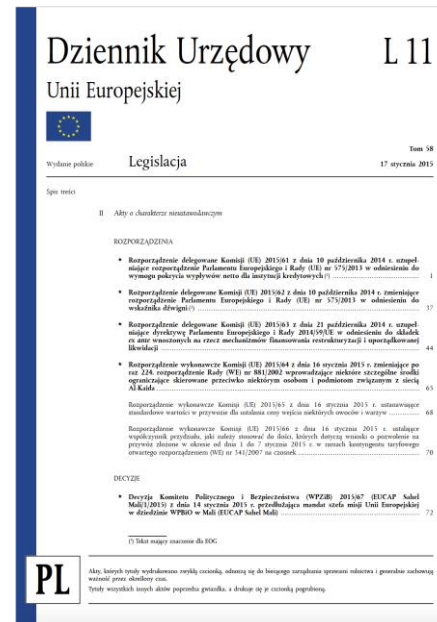 Dziennik Urzędowy
L 11
Unii Europejskiej
Tom 58
Wydanie polskie
Legislacja
17 stycznia 2015
Spis treści
II Akty o charakterze nieustawodawczym
ROZPORZĄDZENIA
★ Rozporządzenie delegowane Komisji (UE) 2015/61 z dnia 10 października 2014 r. uzupeł-
niające rozporządzenie Parlamentu Europejskiego i Rady (UE) nr 575/2013 w odniesieniu do
wymogu pokrycia wypływów netto dla instytucji kredytowych (¹) 1
★ Rozporządzenie delegowane Komisji (UE) 2015/62 z dnia 10 października 2014 r. zmieniające
rozporządzenie Parlamentu Europejskiego i Rady (UE) nr 575/2013 w odniesieniu do
wskaźnika dźwigni (¹) 37
★ Rozporządzenie delegowane Komisji (UE) 2015/63 z dnia 21 października 2014 r. uzupeł-
niające dyrektywę Parlamentu Europejskiego i Rady 2014/59/UE w odniesieniu do składek
ex ante wnoszonych na rzecz mechanizmów finansowania restrukturyzacji i uporządkowanej
likwidacji 44
★ Rozporządzenie wykonawcze Komisji (UE) 2015/64 z dnia 16 stycznia 2015 r. zmieniające po
raz 224. rozporządzenie Rady (WE) nr 881/2002 wprowadzające niektóre szczególne środki
ograniczające skierowane przeciwko niektórym osobom i podmiotom związanym z siecią
Al-Kaida 65
Rozporządzenie wykonawcze Komisji (UE) 2015/65 z dnia 16 stycznia 2015 r. ustanawiające
standardowe wartości w przywozie dla ustalania ceny wejścia niektórych owoców i warzyw 68
Rozporządzenie wykonawcze Komisji (UE) 2015/66 z dnia 16 stycznia 2015 r. ustalające
współczynnik przydziału, jaki należy stosować do ilości, których dotyczą wnioski o pozwolenie na
przywóz złożone w okresie od dnia 1 do 7 stycznia 2015 r. w ramach kontyngentu taryfowego
otwartego rozporządzeniem (WE) nr 341/2007 na czosnek 70
DECYZJE
★ Decyzja Komitetu Politycznego i Bezpieczeństwa (WPZiB) 2015/67 (EUCAP Sahel
Mali/1/2015) z dnia 14 stycznia 2015 r. przedłużająca mandat szefa misji Unii Europejskiej
w dziedzinie WPBiO w Mali (EUCAP Sahel Mali) 72
(¹) Tekst mający znaczenie dla EOG
PL
Akty, których tytuły wydrukowano zwykłą czcionką, odnoszą się do bieżącego zarządzania sprawami rolnictwa i generalnie zachowują
ważność przez określony czas.
Tytuły wszystkich innych aktów poprzedza gwiazdka, a drukuje się je czcionką pogrubioną.